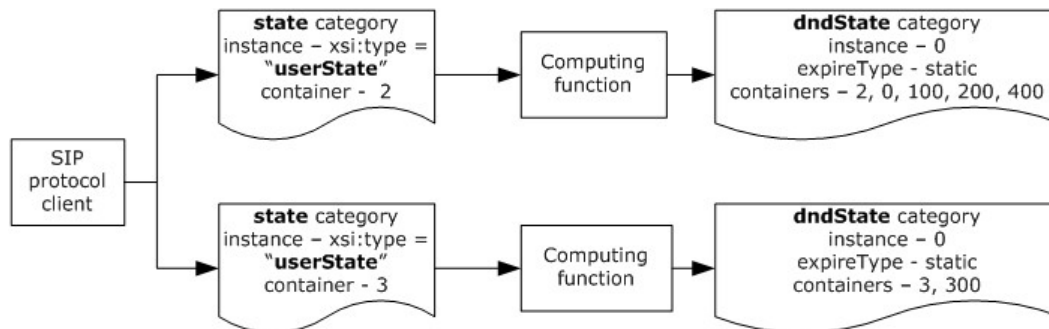 state category
instance – xsi:type =
“userState”
container - 2
Computing
function
dndState category
instance – 0
expireType - static
containers – 2, 0, 100, 200, 400
SIP
protocol
client
state category
instance – xsi:type =
“userState”
container - 3
Computing
function
dndState category
instance – 0
expireType - static
containers – 3, 300